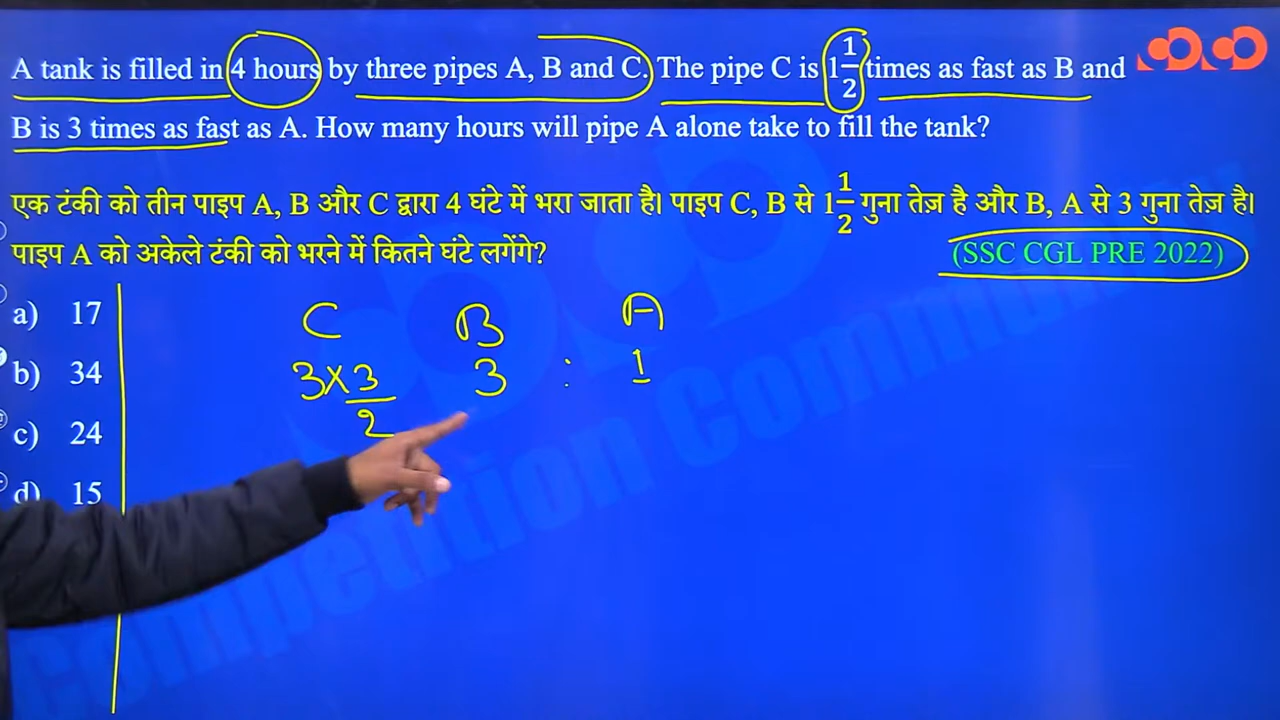 A tank is filled in 4 hours by three pipes A, B and C. The pipe C is 1 1/2 times as fast as B and
B is 3 times as fast as A. How many hours will pipe A alone take to fill the tank?
एक टंकी को तीन पाइप A, B और C द्वारा 4 घंटे में भरा जाता है। पाइप C, B से 1 1/2 गुना तेज़ है और B, A से 3 गुना तेज़ है।
पाइप A को अकेले टंकी को भरने में कितने घंटे लगेंगे?
(SSC CGL PRE 2022)
a) 17
b) 34
c) 24
d) 15
C B A
3 × 3/2 3 : 1
Competition Community